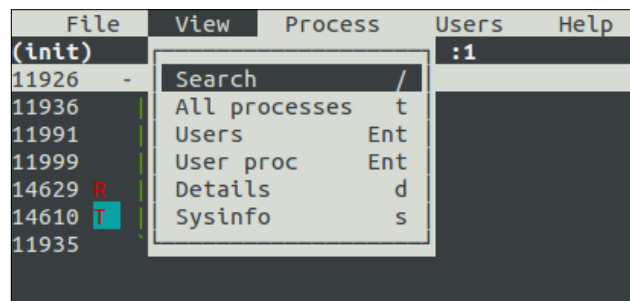 File View Process Users Help
(init) :1
11926 - Search /
11936 All processes t
11991 Users Ent
11999 User proc Ent
14629 R Details d
14610 T Sysinfo s
11935